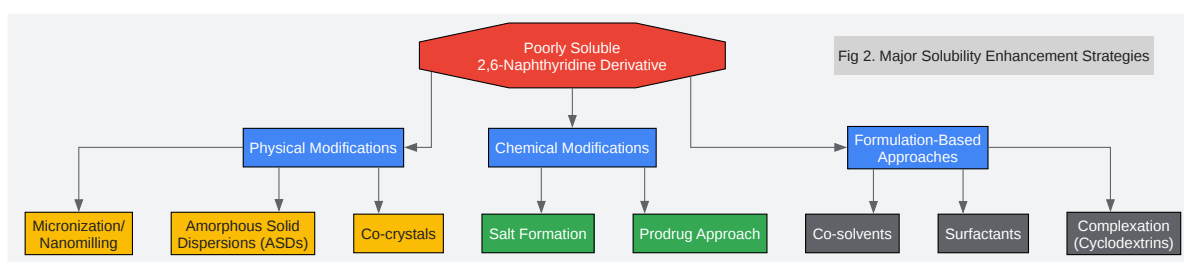 Poorly Soluble
2,6-Naphthyridine Derivative
Fig 2. Major Solubility Enhancement Strategies
Physical Modifications
Chemical Modifications
Formulation-Based
Approaches
Micronization/
Nanomilling
Amorphous Solid
Dispersions (ASDs)
Co-crystals
Salt Formation
Prodrug Approach
Co-solvents
Surfactants
Complexation
(Cyclodextrins)